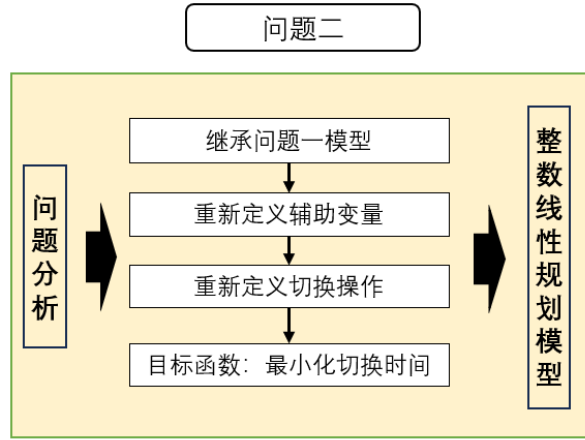 问题二
问题分析
继承问题一模型
重新定义辅助变量
重新定义切换操作
目标函数：最小化切换时间
整数线性规划模型